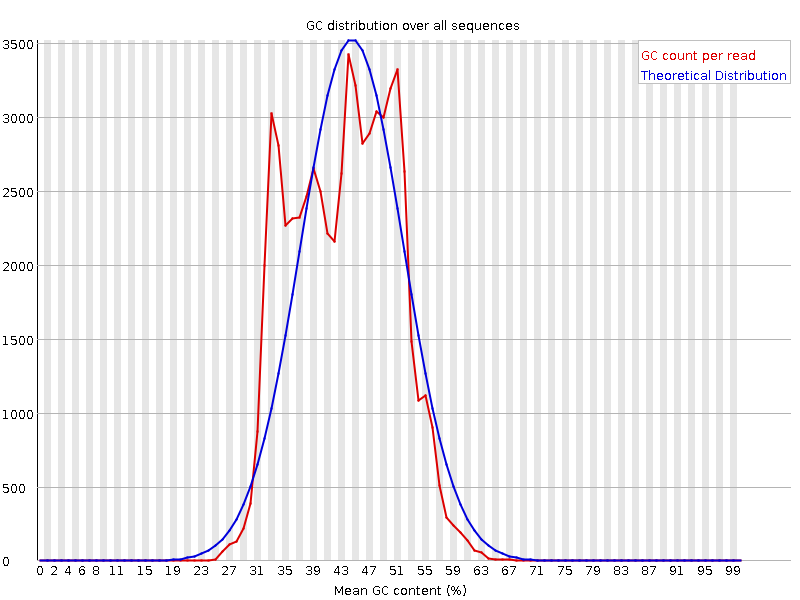 GC distribution over all sequences
GC count per read
Theoretical Distribution
3500
3000
2500
2000
1500
1000
500
0
0 2 4 6 8 11 15 19 23 27 31 35 39 43 47 51 55 59 63 67 71 75 79 83 87 91 95 99
Mean GC content (%)